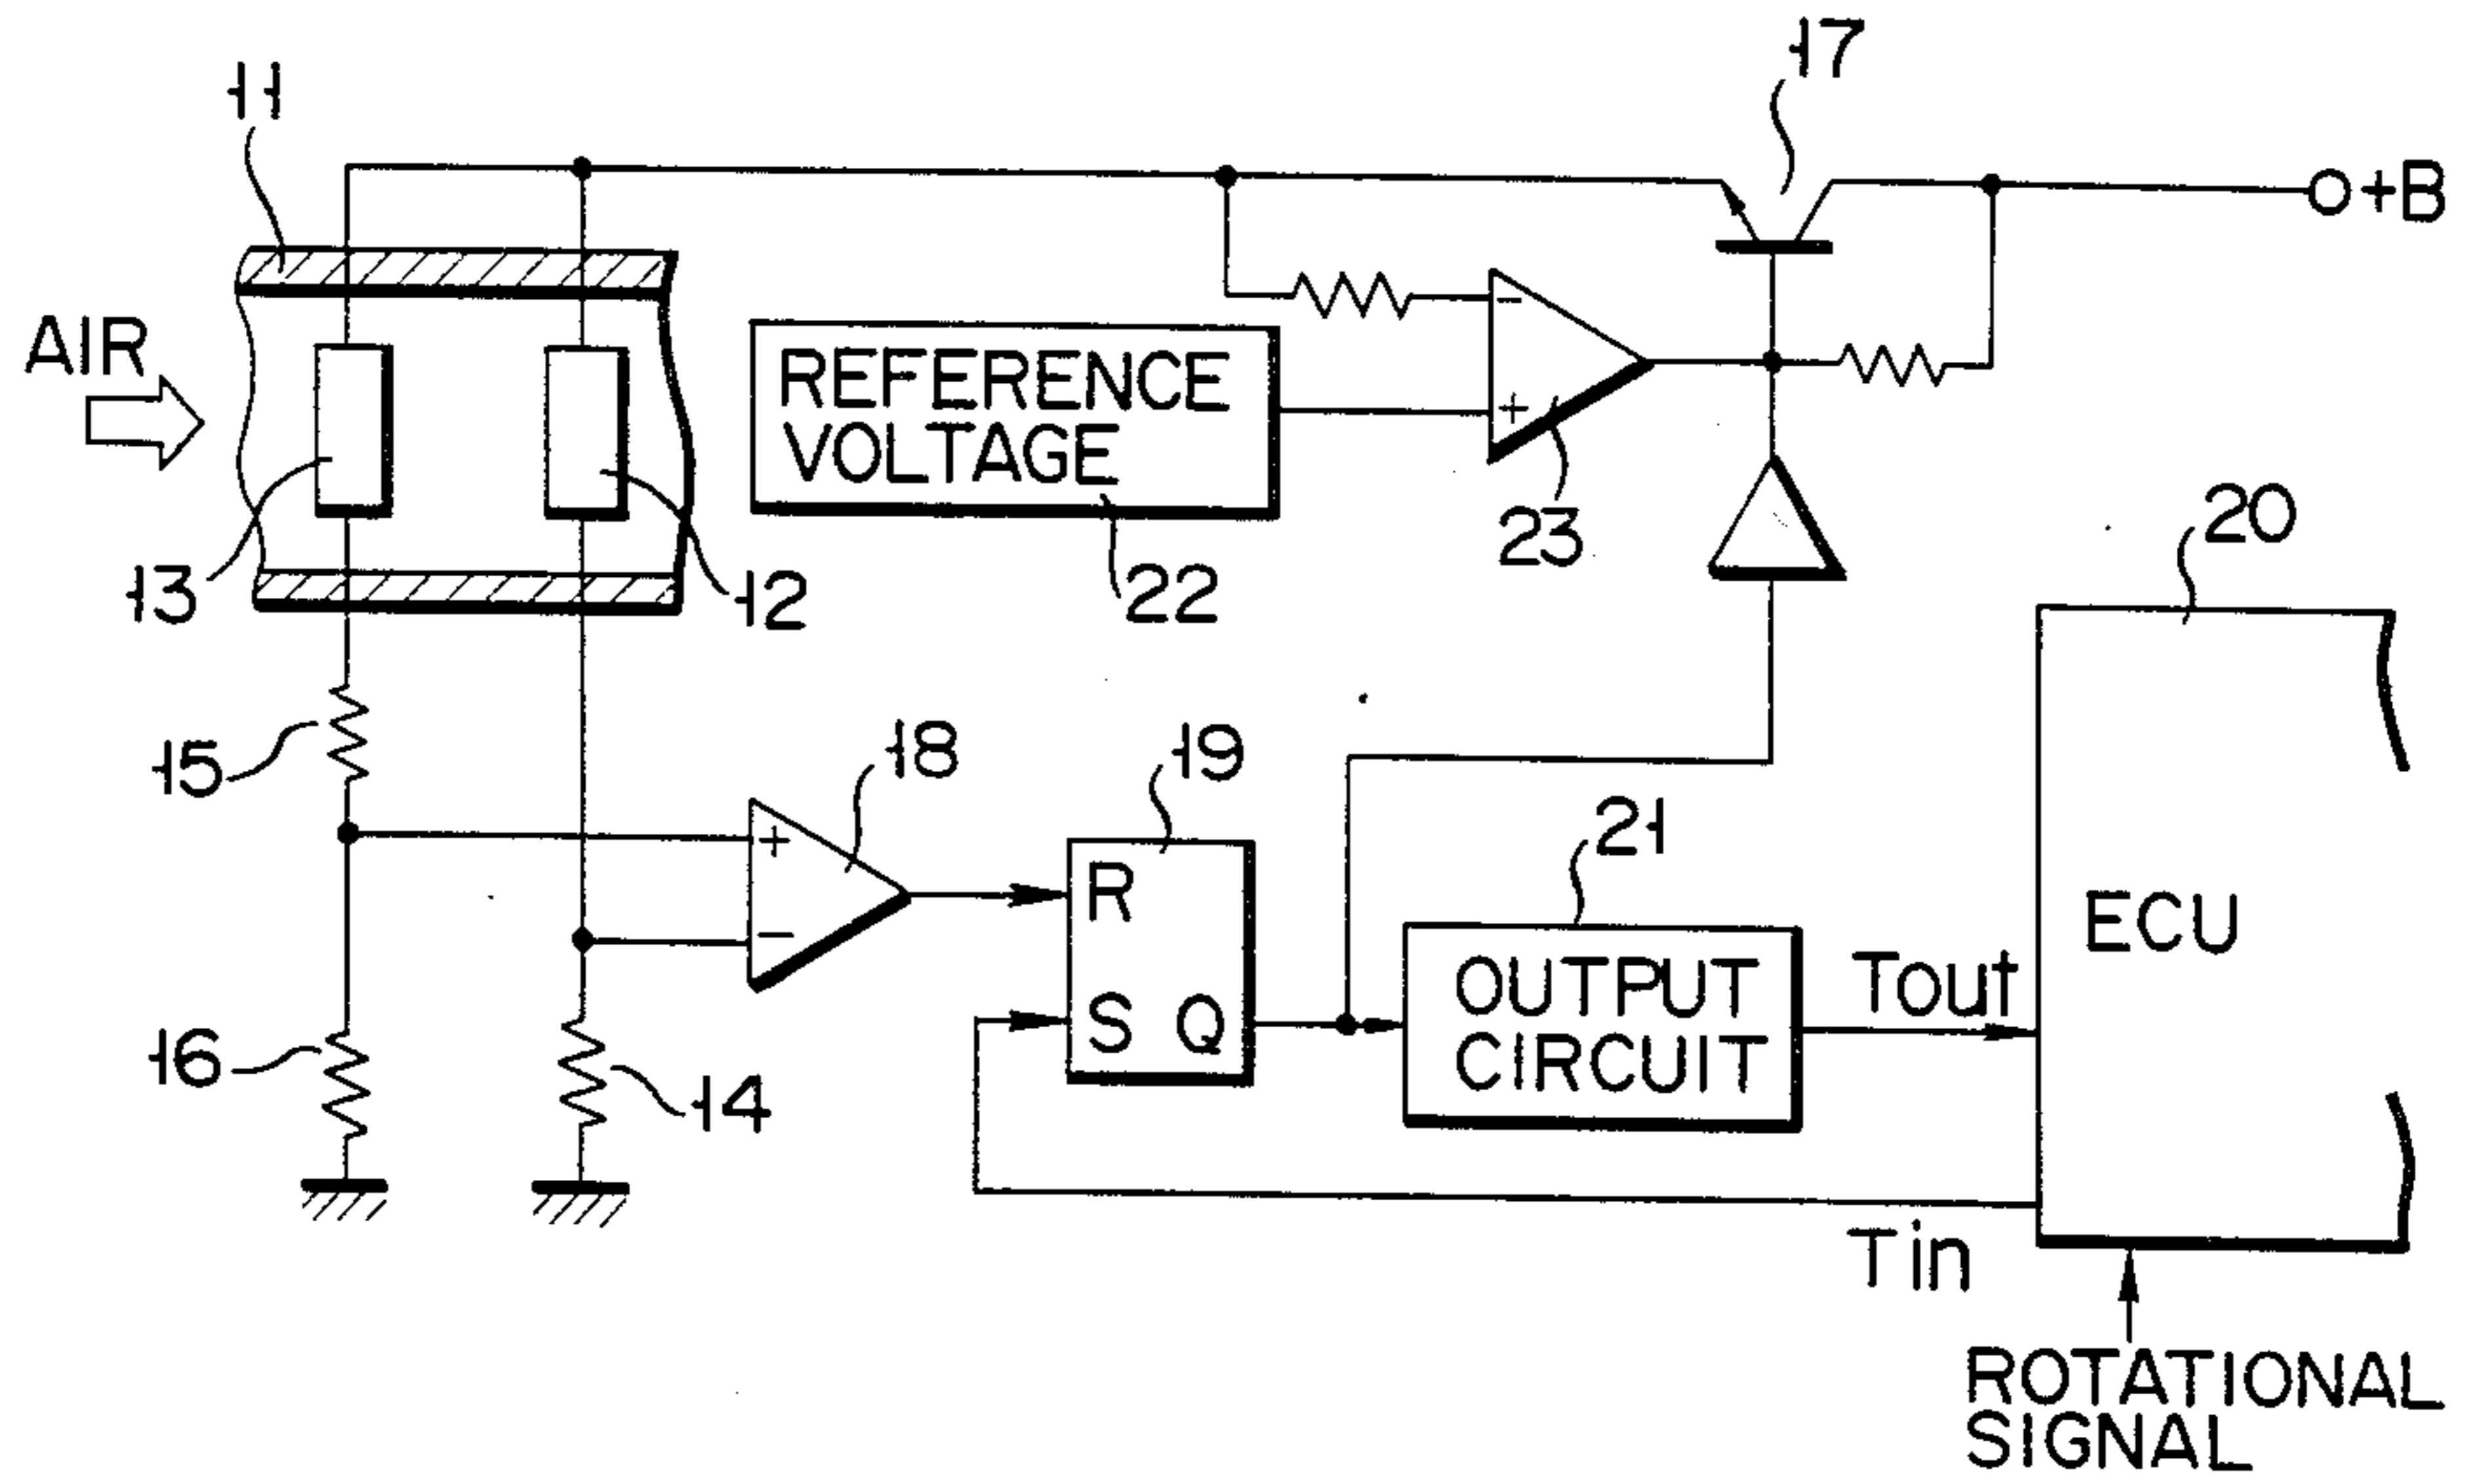 17
11
+B
AIR
REFERENCE
VOLTAGE
-
+
23
20
13
12
22
15
18
19
21
+
-
R
S Q
ECU
OUTPUT
CIRCUIT
Tout
16
14
Tin
ROTATIONAL
SIGNAL